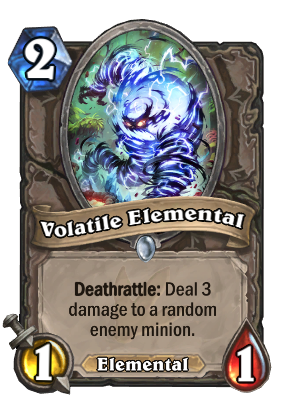 2
Volatile Elemental
Deathrattle: Deal 3
damage to a random
enemy minion.
1
Elemental
1